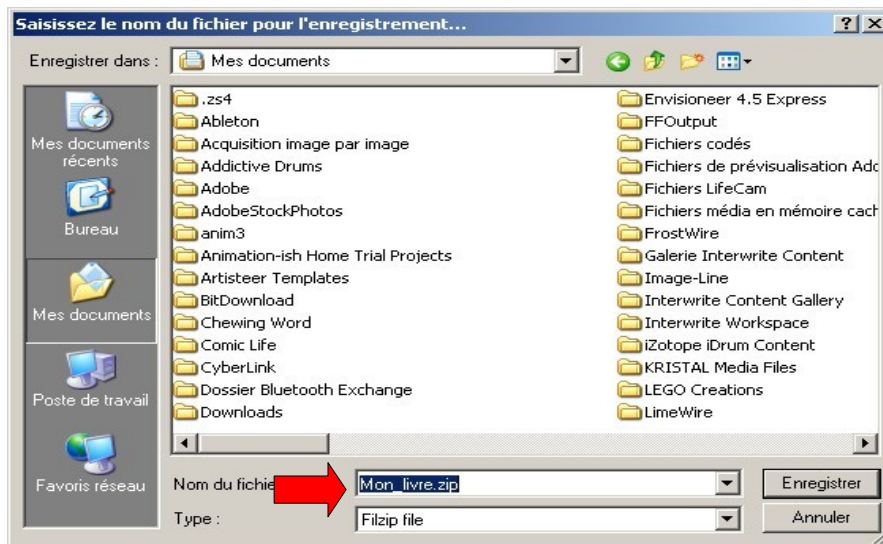 Saisissez le nom du fichier pour l'enregistrement...
Enregistrer dans :
Mes documents
Mes documents
récents
Bureau
Mes documents
Poste de travail
Favoris réseau
.zs4
Ableton
Acquisition image par image
Addictive Drums
Adobe
AdobeStockPhotos
anim3
Animation-ish Home Trial Projects
Artisteer Templates
BitDownload
Chewing Word
Comic Life
CyberLink
Dossier Bluetooth Exchange
Downloads
Envisioneer 4.5 Express
FFOutput
Fichiers codés
Fichiers de prévisualisation Ado
Fichiers LifeCam
Fichiers média en mémoire cach
FrostWire
Galerie Interwrite Content
Image-Line
Interwrite Content Gallery
Interwrite Workspace
iZotope iDrum Content
KRISTAL Media Files
LEGO Creations
LimeWire
Nom du fichie
Mon_livre.zip
Enregistrer
Type :
Filzip file
Annuler